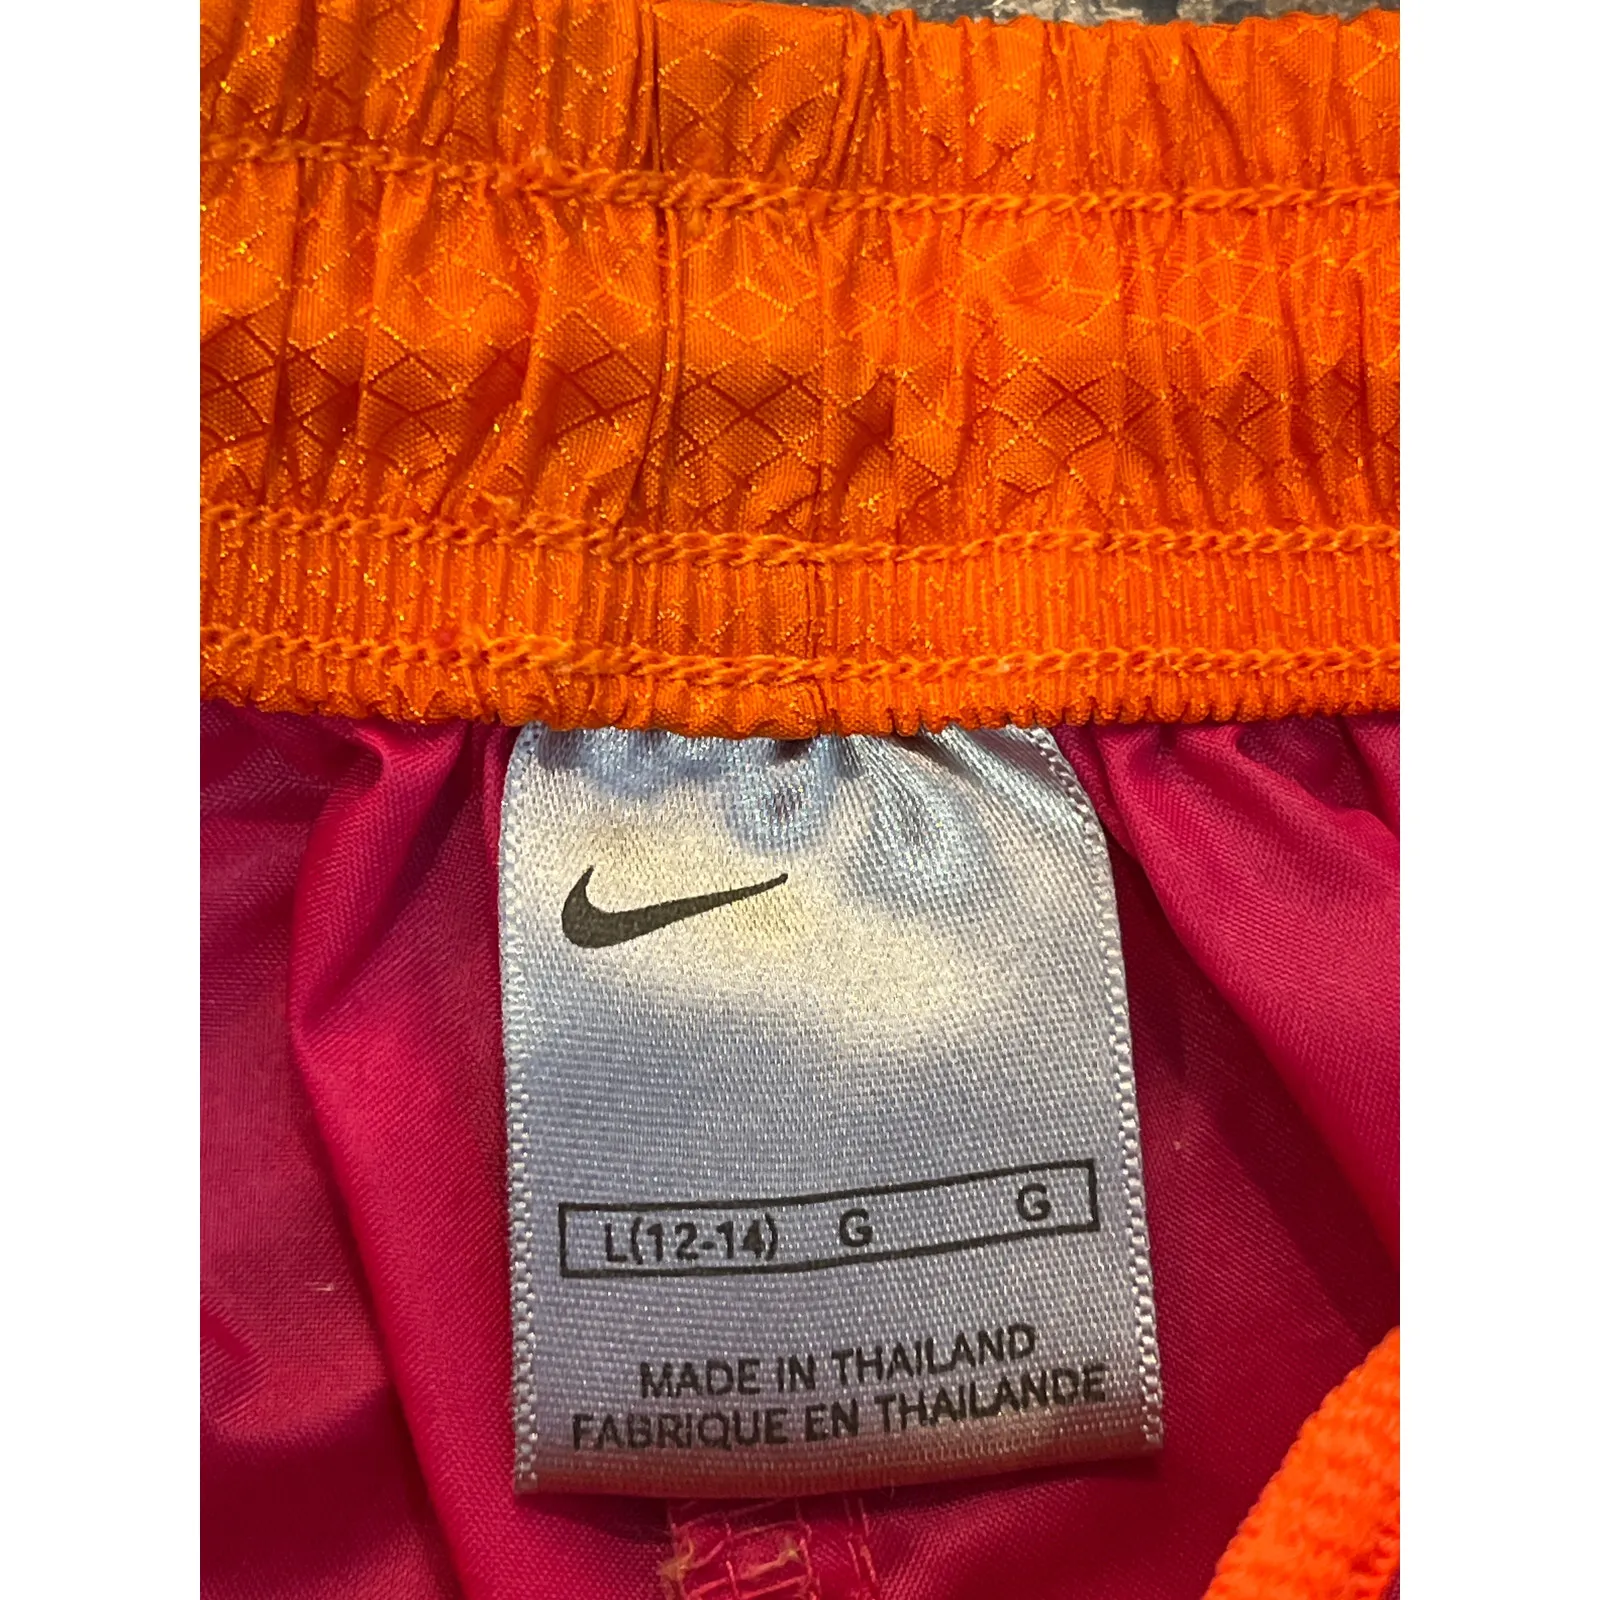 L(12-14) G G
MADE IN THAILAND
FABRIQUE EN THAILANDE